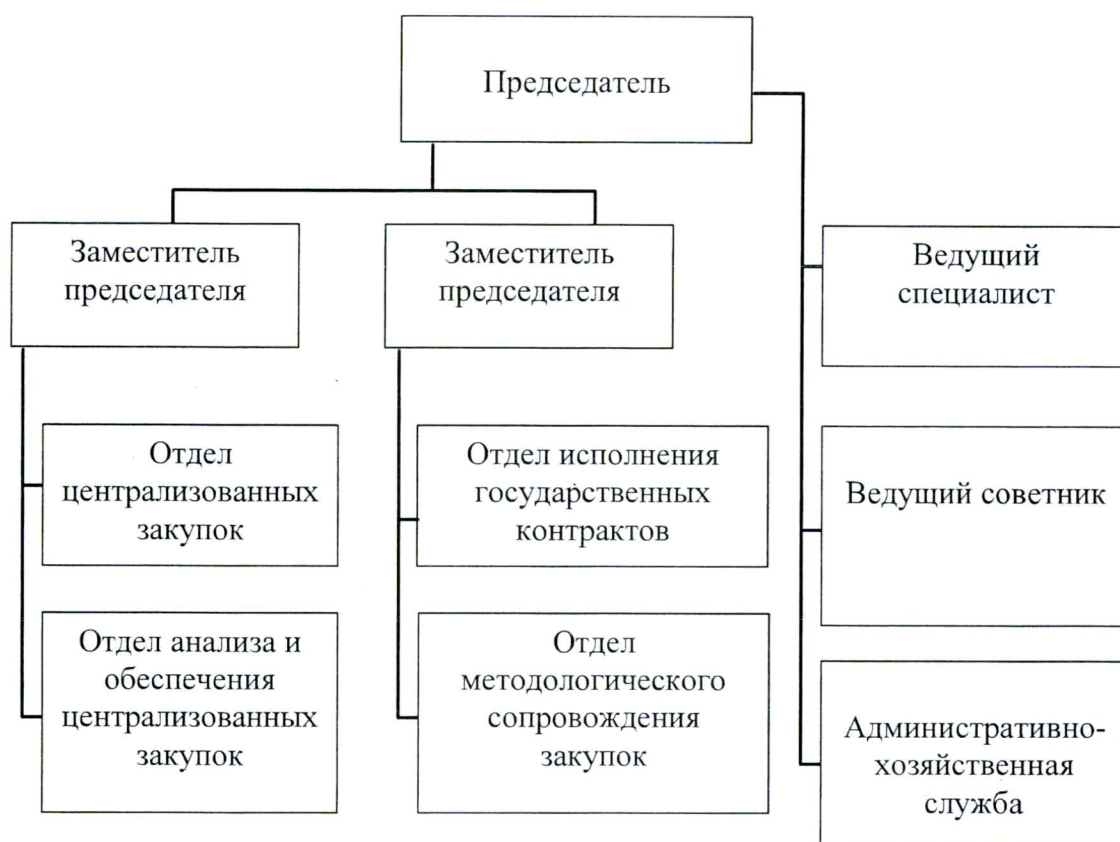 Председатель
Заместитель
председателя
Заместитель
председателя
Ведущий
специалист
Отдел
централизованных
закупок
Отдел исполнения
государственных
контрактов
Ведущий советник
Отдел анализа и
обеспечения
централизованных
закупок
Отдел
методологического
сопровождения
закупок
Административно-
хозяйственная
служба